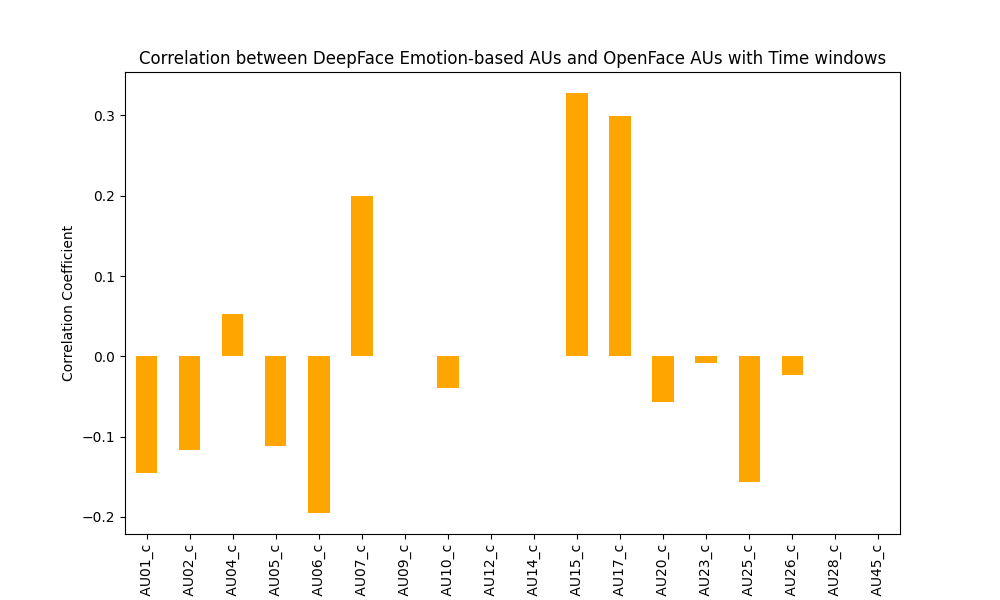 Correlation between DeepFace Emotion-based AUs and OpenFace AUs with Time windows
Correlation Coefficient
0.3
0.2
0.1
0.0
−0.1
−0.2
AU01_c
AU02_c
AU04_c
AU05_c
AU06_c
AU07_c
AU09_c
AU10_c
AU12_c
AU14_c
AU15_c
AU17_c
AU20_c
AU23_c
AU25_c
AU26_c
AU28_c
AU45_c